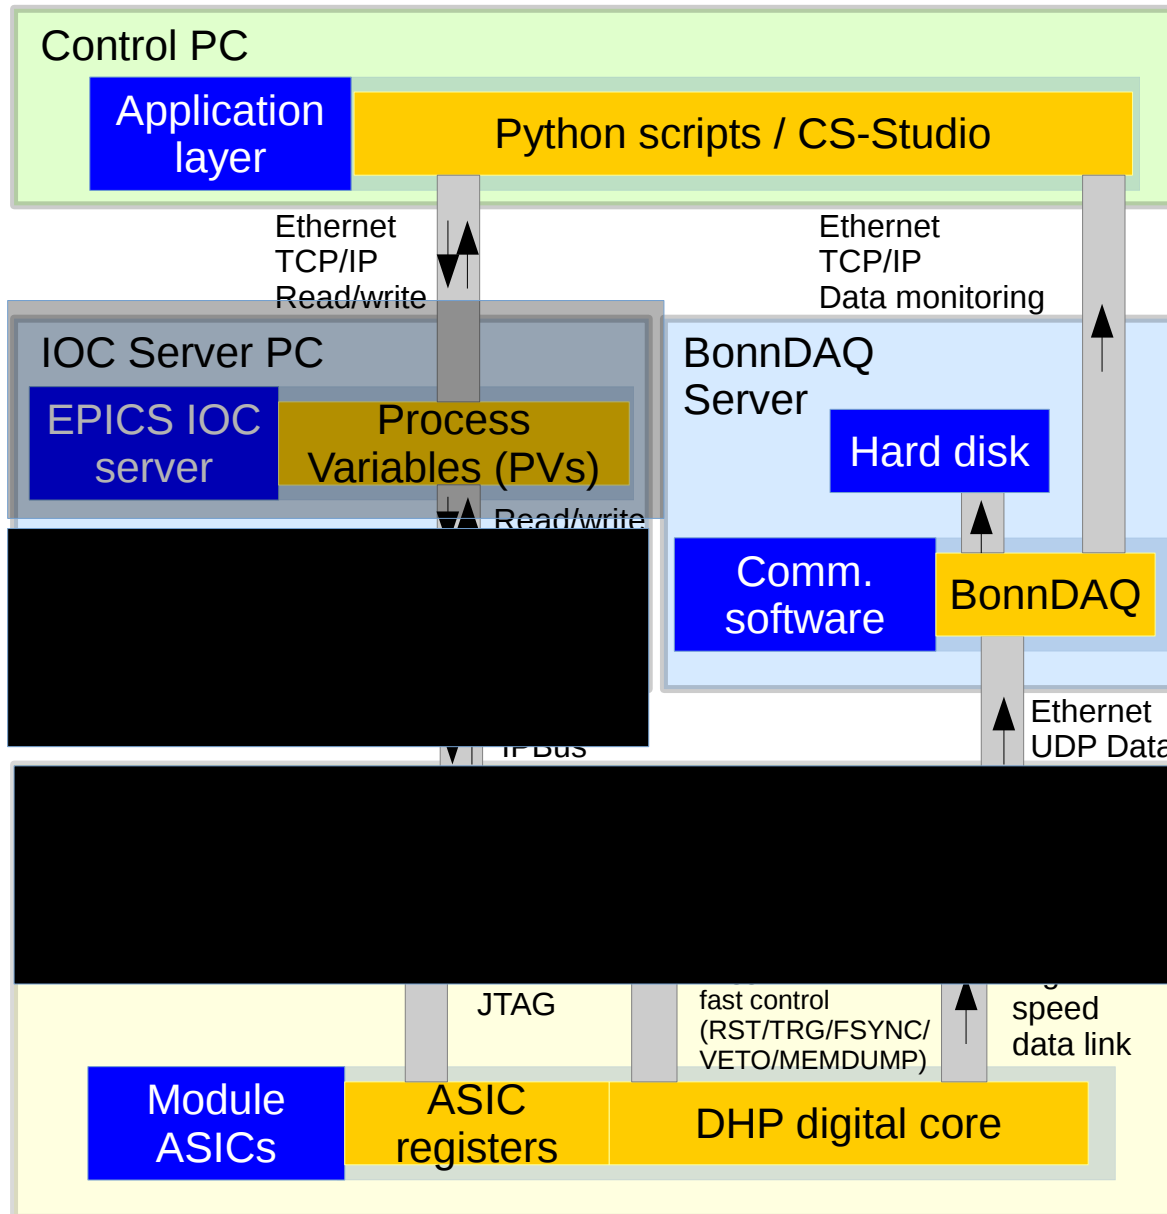 Control PC
Application
layer
Python scripts / CS-Studio
Ethernet
TCP/IP
Read/write
Ethernet
TCP/IP
Data monitoring
IOC Server PC
EPICS IOC
server
Process
Variables (PVs)
Read/write
BonnDAQ
Server
Hard disk
Comm.
software
BonnDAQ
IPBus
Ethernet
UDP Data
JTAG
fast control
(RST/TRG/FSYNC/
VETO/MEMDUMP)
speed
data link
Module
ASICs
ASIC
registers
DHP digital core